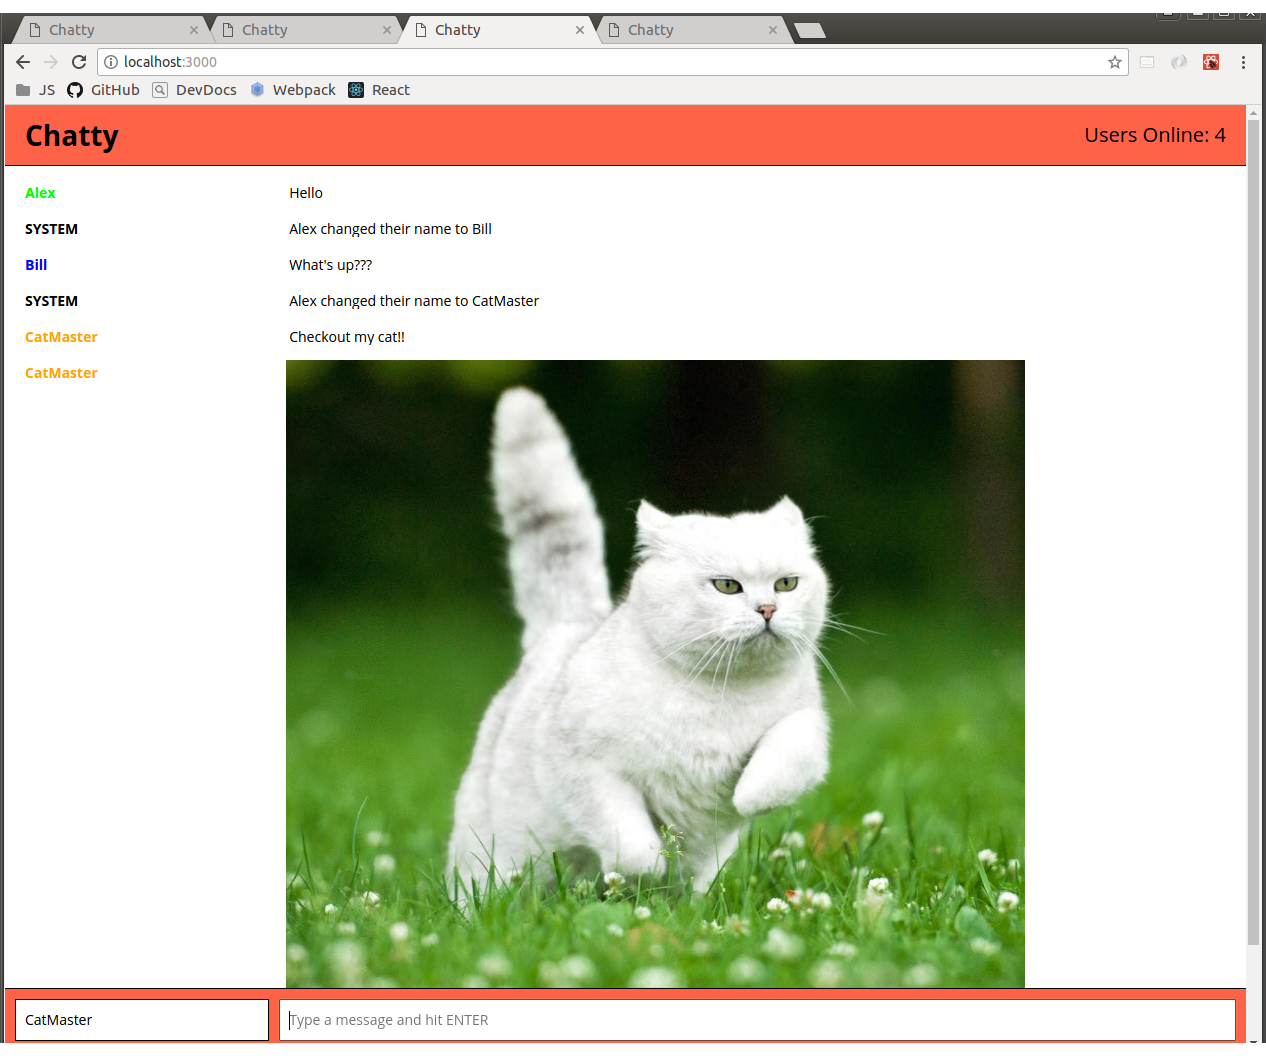 Chatty Chatty Chatty Chatty
localhost:3000
JS GitHub DevDocs Webpack React
Chatty Users Online: 4
Alex Hello
SYSTEM Alex changed their name to Bill
Bill What's up???
SYSTEM Alex changed their name to CatMaster
CatMaster Checkout my cat!!
CatMaster
CatMaster Type a message and hit ENTER